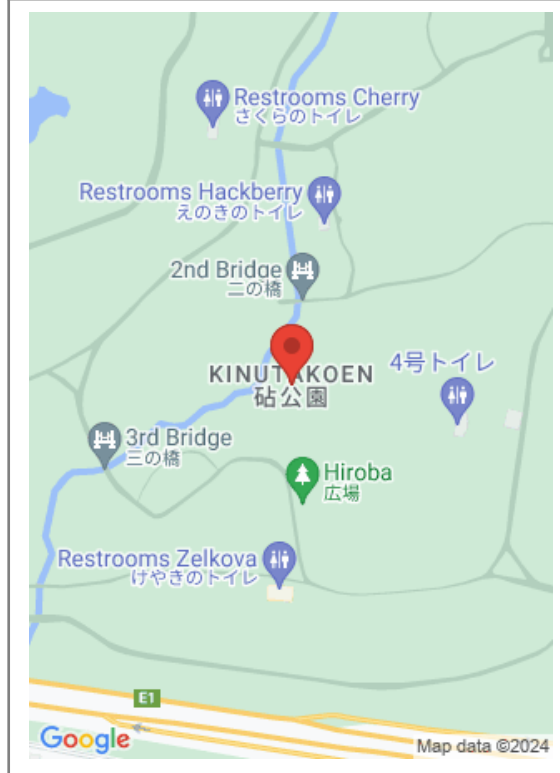 Restrooms Cherry
さくらのトイレ
Restrooms Hackberry
えのきのトイレ
2nd Bridge
二の橋
KINUTAKOEN
砧公園
4号トイレ
3rd Bridge
三の橋
Hiroba
広場
Restrooms Zelkova
けやきのトイレ
E1
Google
Map data ©2024